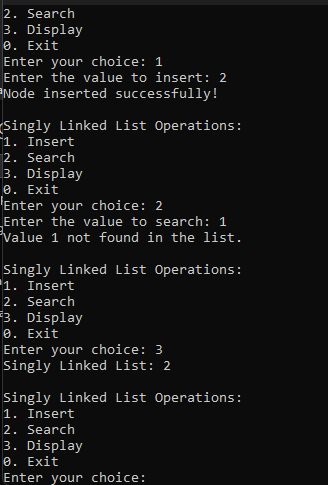 2. Search
3. Display
0. Exit
Enter your choice: 1
Enter the value to insert: 2
Node inserted successfully!
Singly Linked List Operations:
1. Insert
2. Search
3. Display
0. Exit
Enter your choice: 2
Enter the value to search: 1
Value 1 not found in the list.
Singly Linked List Operations:
1. Insert
2. Search
3. Display
0. Exit
Enter your choice: 3
Singly Linked List: 2
Singly Linked List Operations:
1. Insert
2. Search
3. Display
0. Exit
Enter your choice: